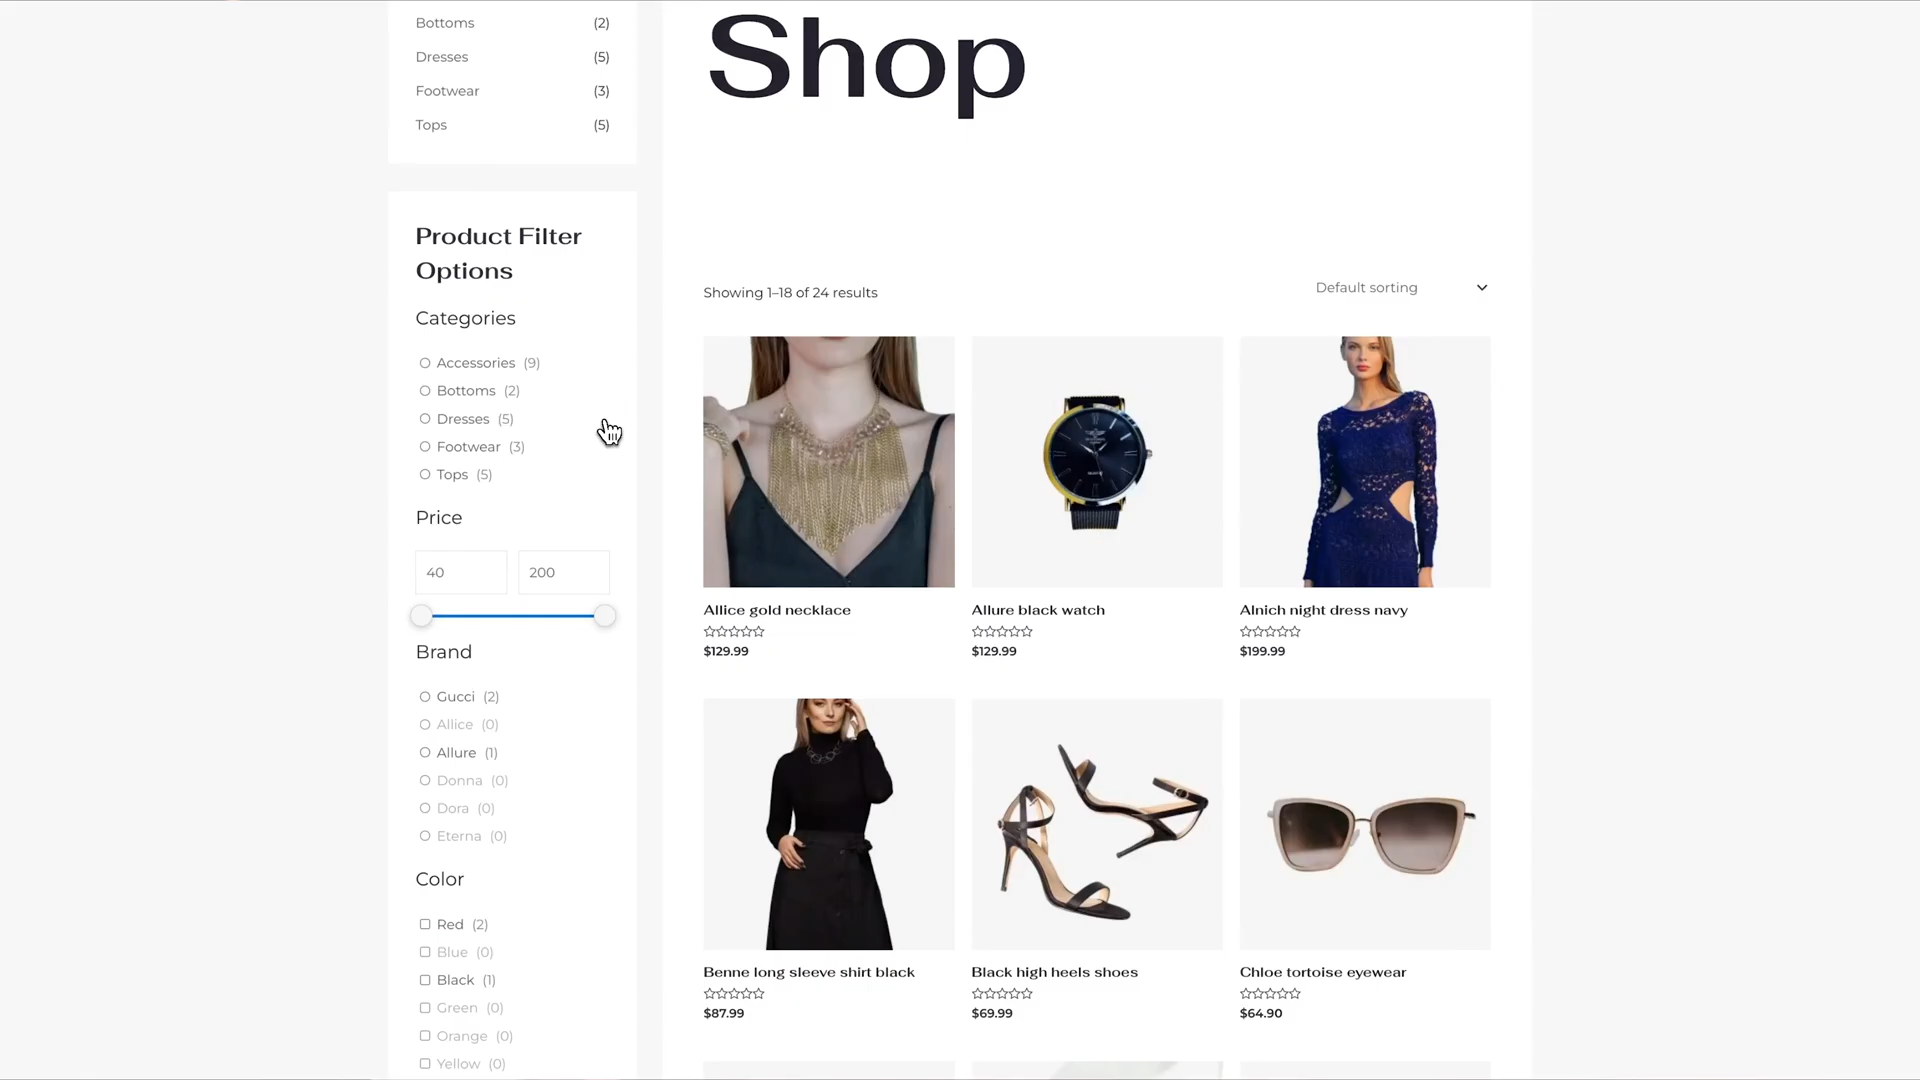 Bottoms (2)
Dresses (5)
Footwear (3)
Tops (5)
Product Filter
Options
Categories
Accessories (9)
Bottoms (2)
Dresses (5)
Footwear (3)
Tops (5)
Price
40 200
Brand
Gucci (2)
Allice (0)
Allure (1)
Donna (0)
Dora (0)
Eterna (0)
Color
Red (2)
Blue (0)
Black (1)
Green (0)
Orange (0)
Yellow (0)
Shop
Showing 1–18 of 24 results
Default sorting
Allice gold necklace
$129.99
Allure black watch
$129.99
Alnich night dress navy
$199.99
Benne long sleeve shirt black
$87.99
Black high heels shoes
$69.99
Chloe tortoise eyewear
$64.90